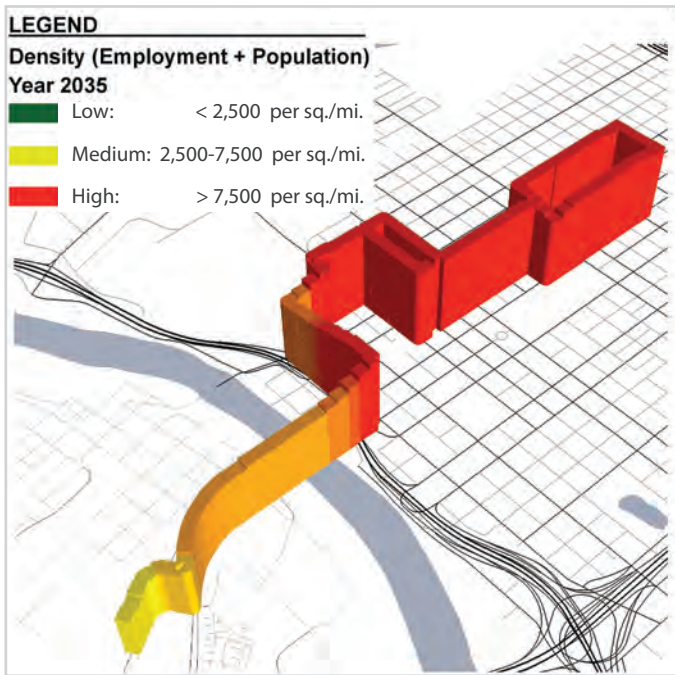 LEGEND
Density (Employment + Population)
Year 2035
Low: < 2,500 per sq./mi.
Medium: 2,500-7,500 per sq./mi.
High: > 7,500 per sq./mi.